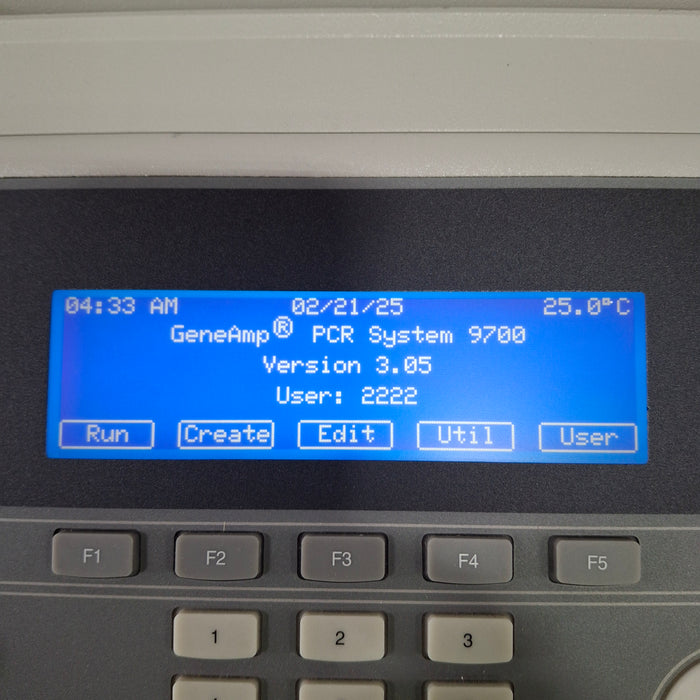 04:33 AM 02/21/25 25.0°C
GeneAmp® PCR System 9700
Version 3.05
User: 2222
Run Create Edit Util User
F1 F2 F3 F4 F5
1 2 3